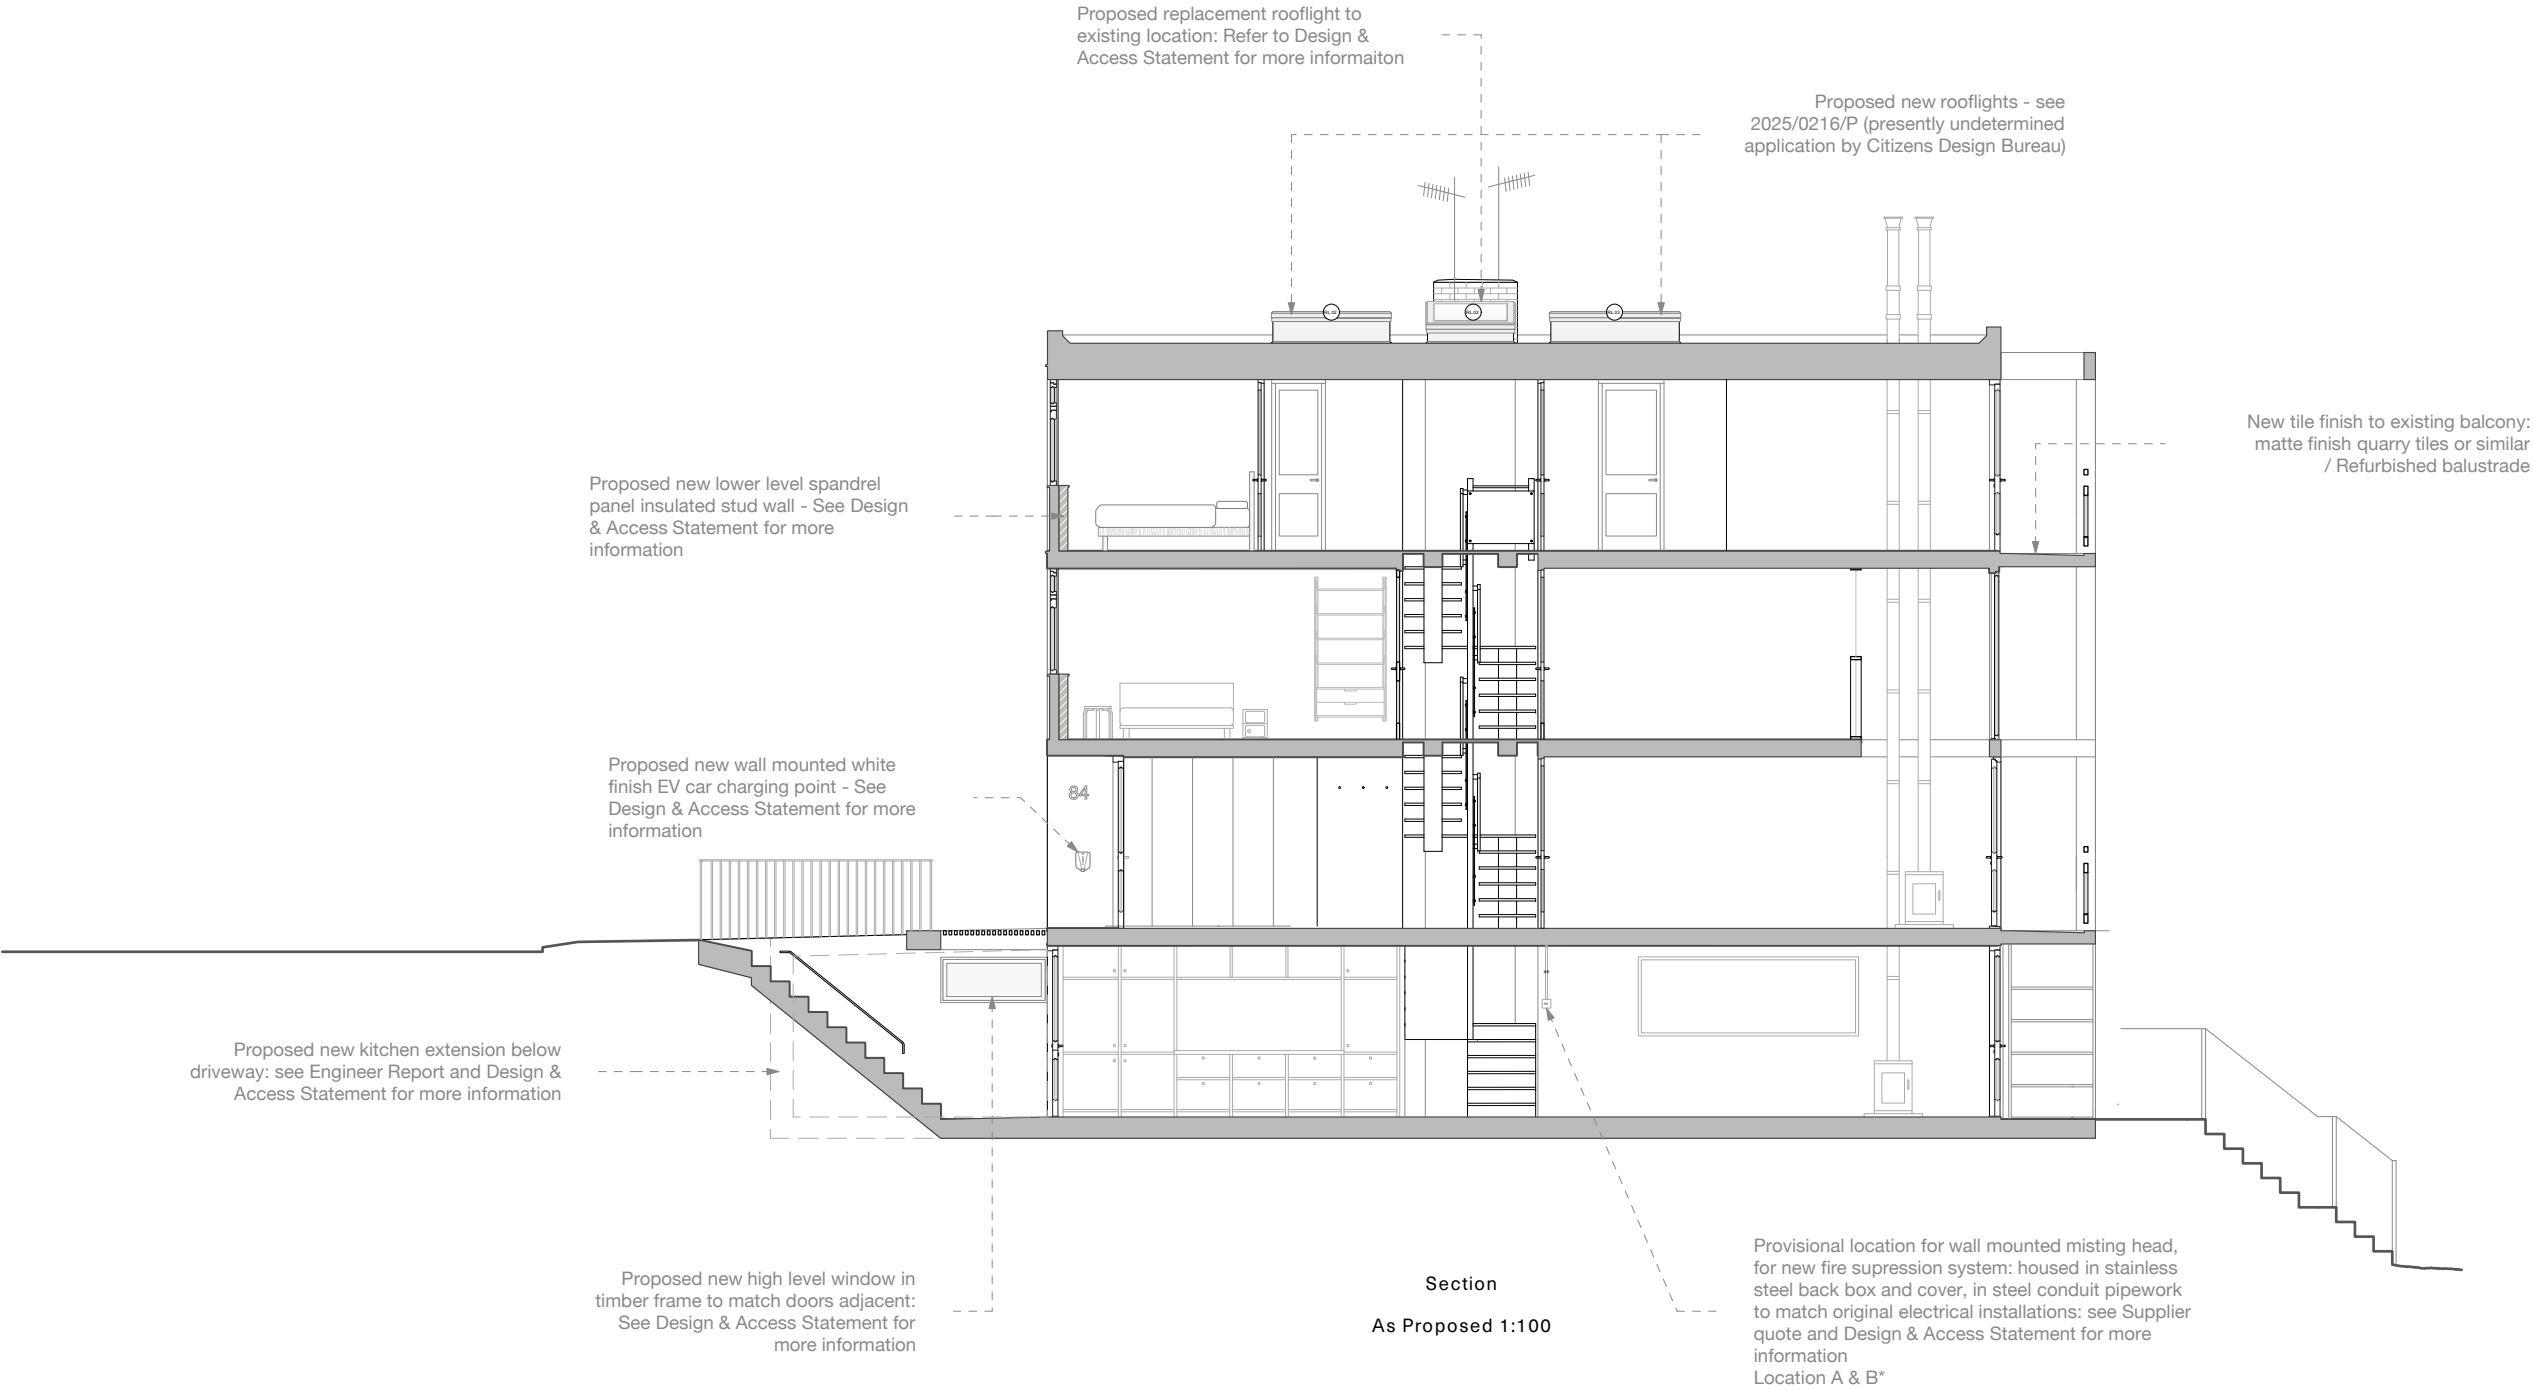 Proposed replacement rooflight to
existing location: Refer to Design &
Access Statement for more informaiton
Proposed new rooflights - see
2025/0216/P (presently undetermined
application by Citizens Design Bureau)
New tile finish to existing balcony:
matte finish quarry tiles or similar
/ Refurbished balustrade
Proposed new lower level spandrel
panel insulated stud wall - See Design
& Access Statement for more
information
Proposed new wall mounted white
finish EV car charging point - See
Design & Access Statement for more
information
84
Proposed new kitchen extension below
driveway: see Engineer Report and Design &
Access Statement for more information
Proposed new high level window in
timber frame to match doors adjacent:
See Design & Access Statement for
more information
Section
As Proposed 1:100
Provisional location for wall mounted misting head,
for new fire supression system: housed in stainless
steel back box and cover, in steel conduit pipework
to match original electrical installations: see Supplier
quote and Design & Access Statement for more
information
Location A & B*